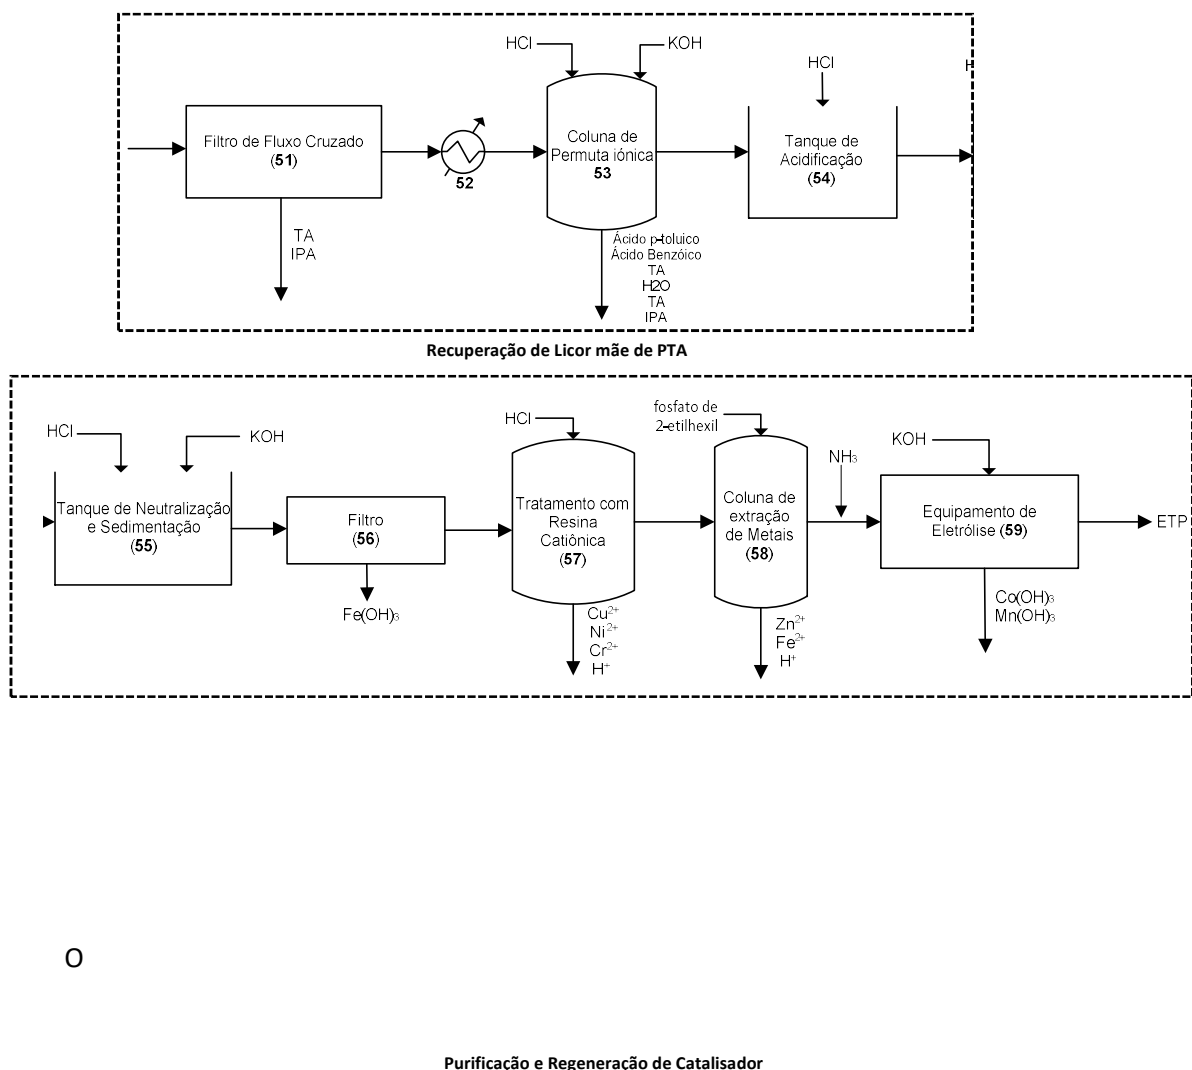 HCl
KOH
HCl
H
Filtro de Fluxo Cruzado
(51)
52
Coluna de
Permuta iónica
53
Tanque de
Acidificação
(54)
TA
IPA
Ácido p-toluico
Ácido Benzóico
TA
H2O
TA
IPA
Recuperação de Licor mãe de PTA
HCl
KOH
HCl
fosfato de
2-etilhexil
NH3
KOH
Tanque de Neutralização
e Sedimentação
(55)
Filtro
(56)
Tratamento com
Resina
Catiônica
(57)
Coluna de
extração
de Metais
(58)
Equipamento de
Eletrólise (59)
ETP
Fe(OH)3
Cu2+
Ni2+
Cr2+
H+
Zn2+
Fe2+
H+
Co(OH)3
Mn(OH)3
O
Purificação e Regeneração de Catalisador